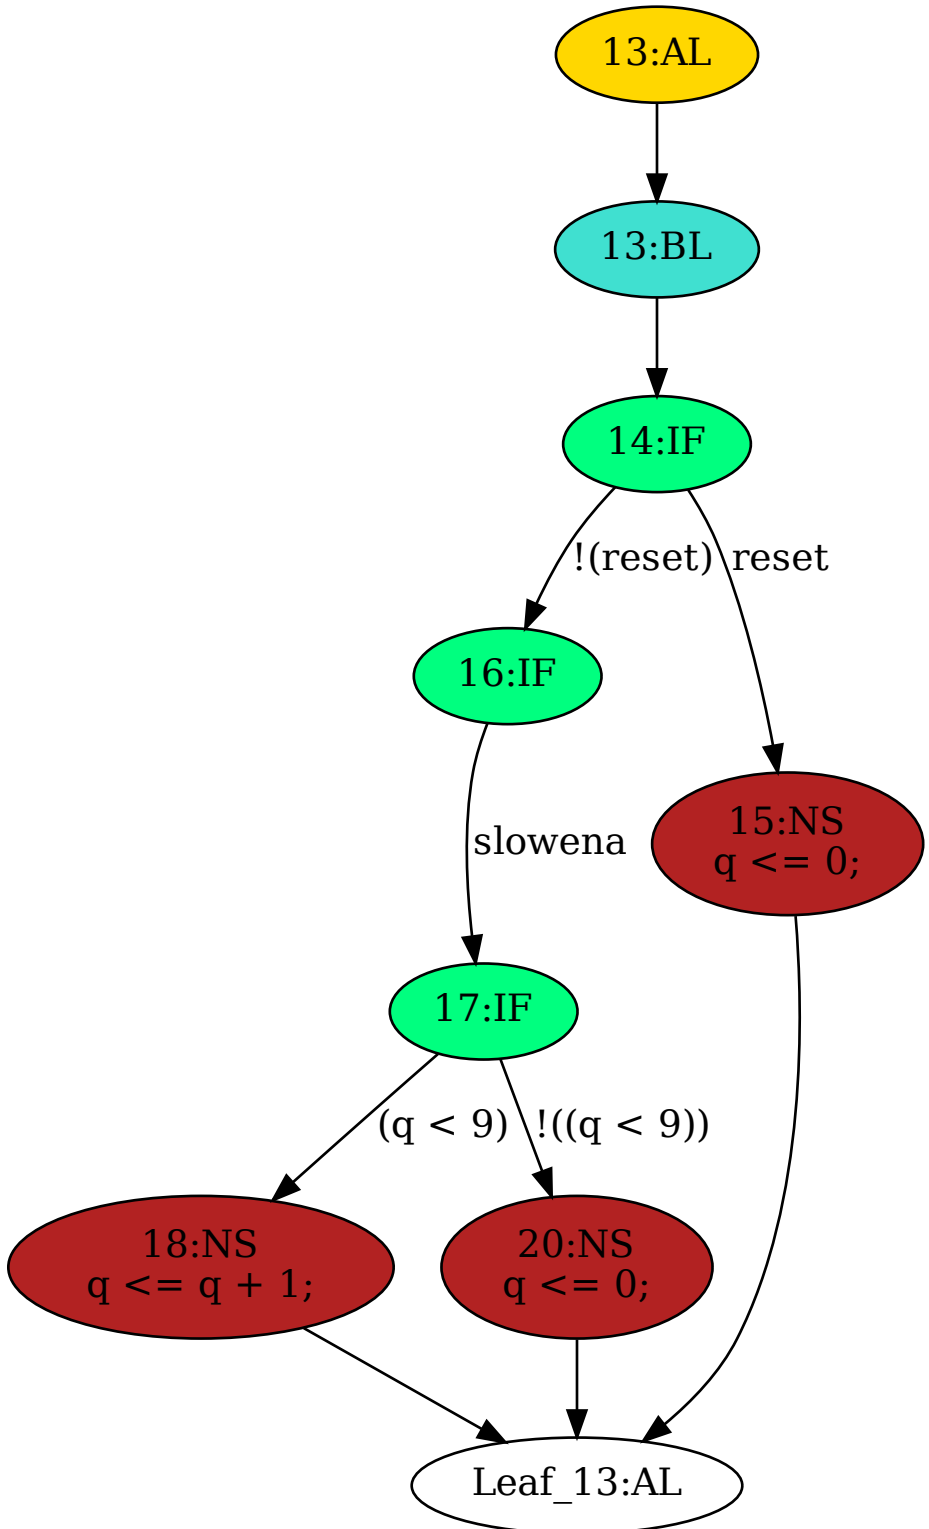 13:AL
13:BL
14:IF
!(reset)
reset
16:IF
15:NS
q <= 0;
slowena
17:IF
(q < 9)
!((q < 9))
18:NS
q <= q + 1;
20:NS
q <= 0;
Leaf_13:AL